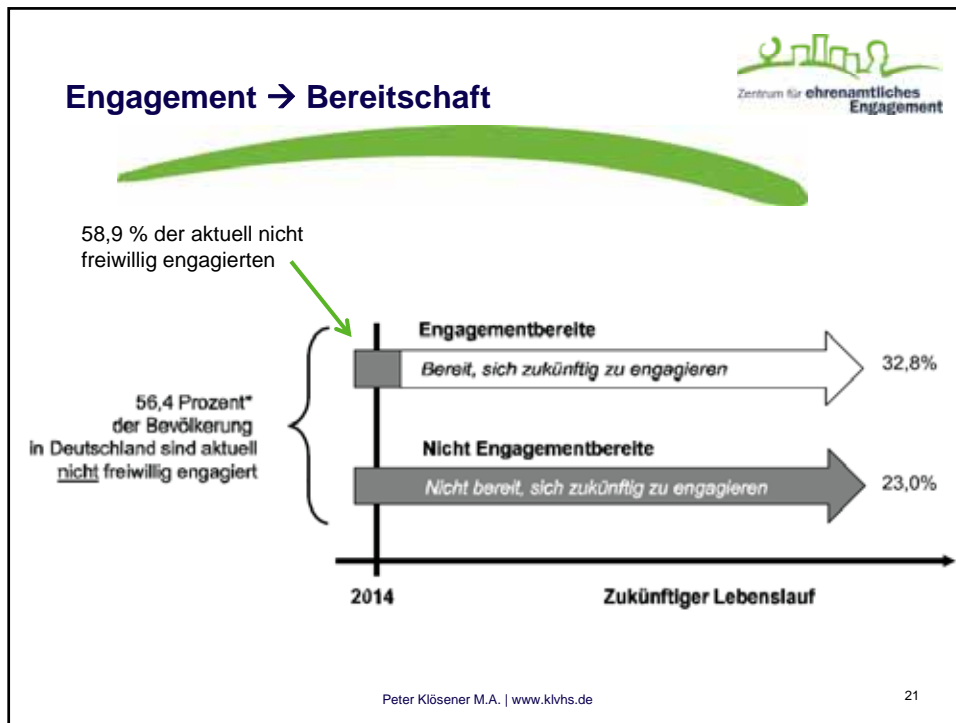 Zentrum für ehrenamtliches
Engagement
Engagement → Bereitschaft
58,9 % der aktuell nicht
freiwillig engagierten
Engagementbereite
Bereit, sich zukünftig zu engagieren
32,8%
56,4 Prozent*
der Bevölkerung
in Deutschland sind aktuell
nicht freiwillig engagiert
Nicht Engagementbereite
Nicht bereit, sich zukünftig zu engagieren
23,0%
2014
Zukünftiger Lebenslauf
Peter Klösener M.A. | www.klvhs.de
21